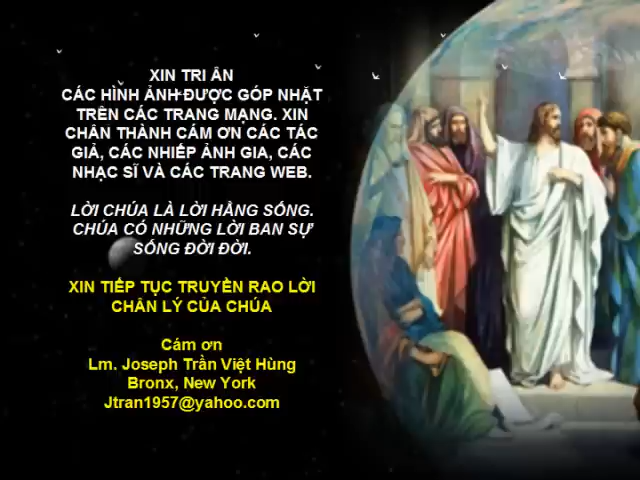 XIN TRI ÂN
CÁC HÌNH ẢNH ĐƯỢC GÓP NHẶT
TRÊN CÁC TRANG MẠNG. XIN
CHÂN THÀNH CÁM ƠN CÁC TÁC
GIẢ, CÁC NHIẾP ẢNH GIA, CÁC
NHẠC SĨ VÀ CÁC TRANG WEB.
LỜI CHÚA LÀ LỜI HẰNG SỐNG.
CHÚA CÓ NHỮNG LỜI BAN SỰ
SỐNG ĐỜI ĐỜI.
XIN TIẾP TỤC TRUYỀN RAO LỜI
CHÂN LÝ CỦA CHÚA
Cám ơn
Lm. Joseph Trần Việt Hùng
Bronx, New York
Jtran1957@yahoo.com